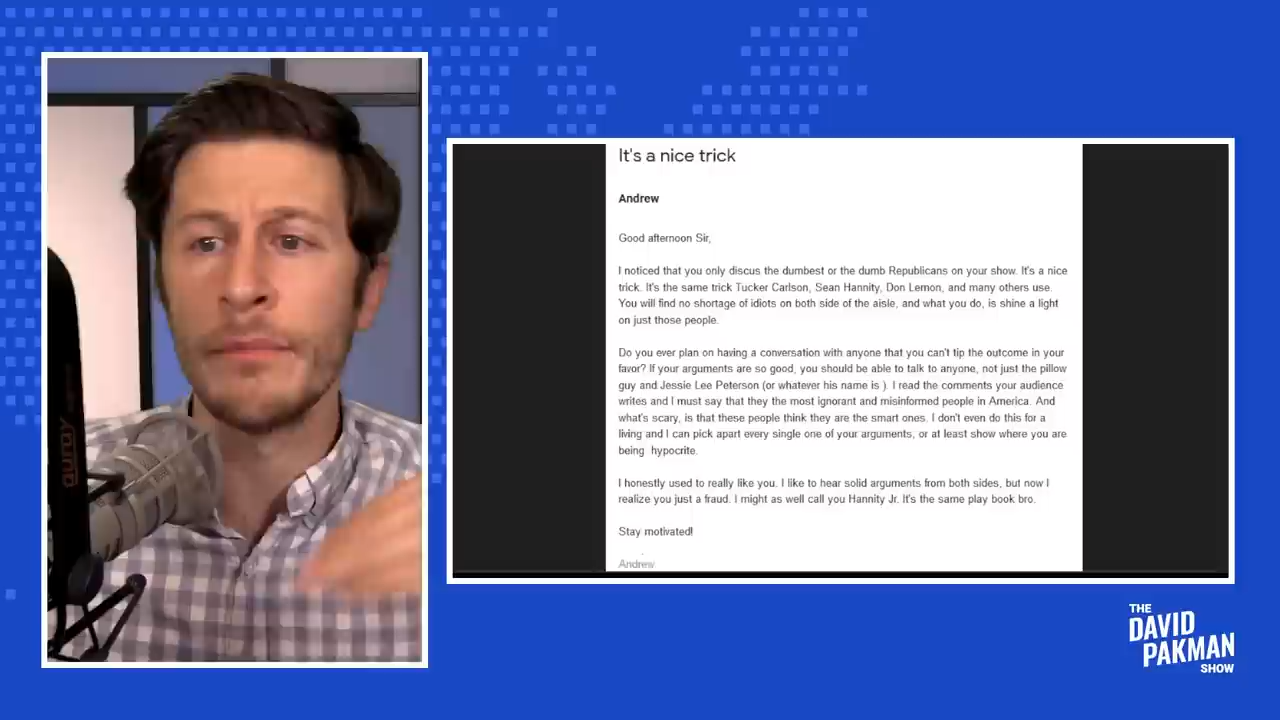 It's a nice trick
Andrew
Good afternoon Sir,
I noticed that you only discus the dumbest or the dumb Republicans on your show. It's a nice
trick. It's the same trick Tucker Carlson, Sean Hannity, Don Lemon, and many others use.
You will find no shortage of idiots on both side of the aisle, and what you do, is shine a light
on just those people.
Do you ever plan on having a conversation with anyone that you can't tip the outcome in your
favor? If your arguments are so good, you should be able to talk to anyone, not just the pillow
guy and Jessie Lee Peterson (or whatever his name is ). I read the comments your audience
writes and I must say that they the most ignorant and misinformed people in America. And
what's scary, is that these people think they are the smart ones. I don't even do this for a
living and I can pick apart every single one of your arguments, or at least show where you are
being  hypocrite.
I honestly used to really like you. I like to hear solid arguments from both sides, but now I
realize you just a fraud. I might as well call you Hannity Jr. It's the same play book bro.
Stay motivated!
Andrew
THE
DAVID
PAKMAN
SHOW
auray